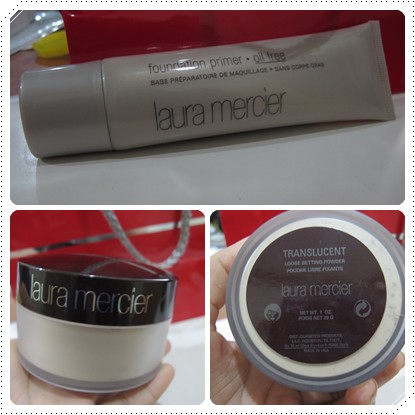 foundation primer • oil free
BASE PRÉPARATOIRE DE MAQUILLAGE • SANS CORPS GRAS
laura mercier
laura mercier
TRANSLUCENT
LOOSE SETTING POWDER
POUDRE LIBRE FIXANTE
laura mercier
NET WT. 1 OZ.
POIDS NET 29 G